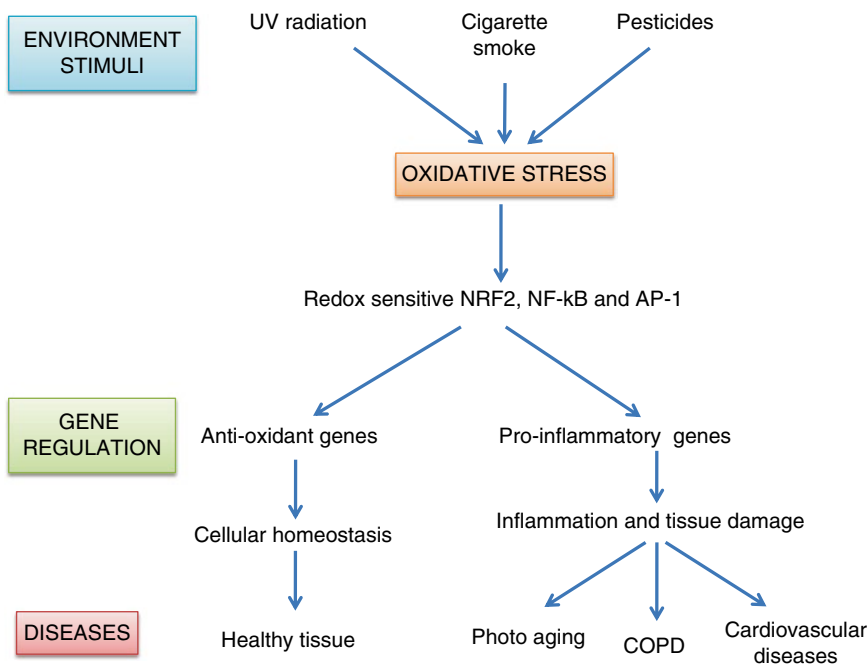 ENVIRONMENT
STIMULI
UV radiation
Cigarette
smoke
Pesticides
OXIDATIVE STRESS
Redox sensitive NRF2, NF-kB and AP-1
GENE
REGULATION
Anti-oxidant genes
Pro-inflammatory genes
Cellular homeostasis
Inflammation and tissue damage
DISEASES
Healthy tissue
Photo aging
COPD
Cardiovascular
diseases